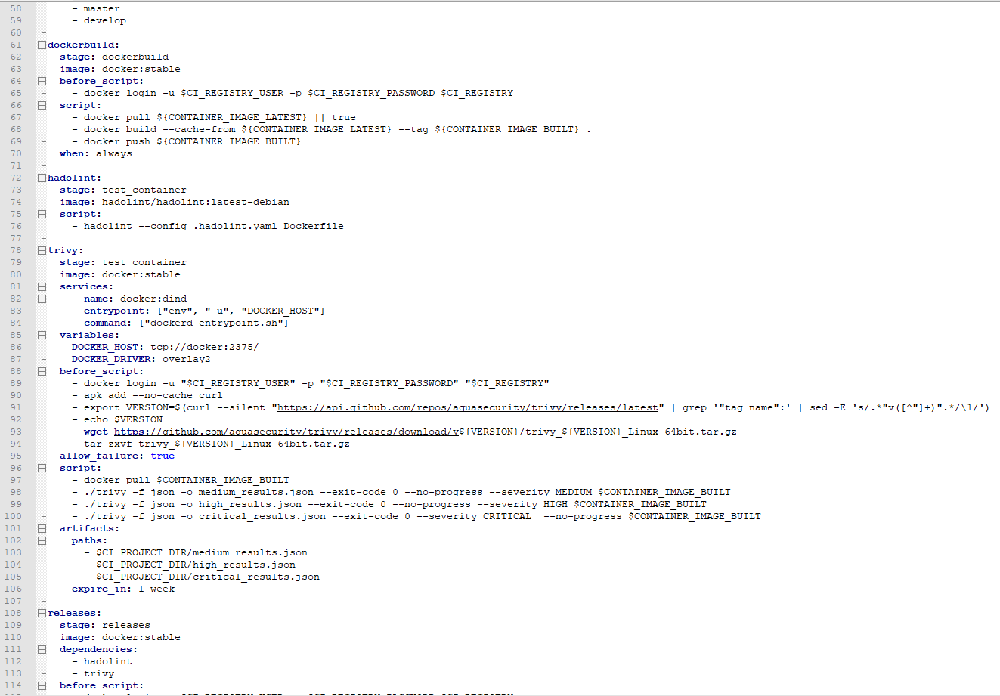 58 - master
59 - develop
60
61 dockerbuild:
62 stage: dockerbuild
63 image: docker:stable
64 before_script:
65 - docker login -u $CI_REGISTRY_USER -p $CI_REGISTRY_PASSWORD $CI_REGISTRY
66 script:
67 - docker pull ${CONTAINER_IMAGE_LATEST} || true
68 - docker build --cache-from ${CONTAINER_IMAGE_LATEST} --tag ${CONTAINER_IMAGE_BUILT} .
69 - docker push ${CONTAINER_IMAGE_BUILT}
70 when: always
71
72 hadolint:
73 stage: test_container
74 image: hadolint/hadolint:latest-debian
75 script:
76 - hadolint --config .hadolint.yaml Dockerfile
77
78 trivy:
79 stage: test_container
80 image: docker:stable
81 services:
82 - name: docker:dind
83 entrypoint: ["env", "-u", "DOCKER_HOST"]
84 command: ["dockerd-entrypoint.sh"]
85 variables:
86 DOCKER_HOST: tcp://docker:2375/
87 DOCKER_DRIVER: overlay2
88 before_script:
89 - docker login -u "$CI_REGISTRY_USER" -p "$CI_REGISTRY_PASSWORD" "$CI_REGISTRY"
90 - apk add --no-cache curl
91 - export VERSION=$(curl --silent "https://api.github.com/repos/aquasecurity/trivy/releases/latest" | grep '"tag_name":' | sed -E 's/.*"v([^"]+)".*/\1/')
92 - echo $VERSION
93 - wget https://github.com/aquasecurity/trivy/releases/download/v${VERSION}/trivy_${VERSION}_Linux-64bit.tar.gz
94 - tar zxvf trivy_${VERSION}_Linux-64bit.tar.gz
95 allow_failure: true
96 script:
97 - docker pull $CONTAINER_IMAGE_BUILT
98 - ./trivy -f json -o medium_results.json --exit-code 0 --no-progress --severity MEDIUM $CONTAINER_IMAGE_BUILT
99 - ./trivy -f json -o high_results.json --exit-code 0 --no-progress --severity HIGH $CONTAINER_IMAGE_BUILT
100 - ./trivy -f json -o critical_results.json --exit-code 0 --severity CRITICAL  --no-progress $CONTAINER_IMAGE_BUILT
101 artifacts:
102 paths:
103 - $CI_PROJECT_DIR/medium_results.json
104 - $CI_PROJECT_DIR/high_results.json
105 - $CI_PROJECT_DIR/critical_results.json
106 expire_in: 1 week
107
108 releases:
109 stage: releases
110 image: docker:stable
111 dependencies:
112 - hadolint
113 - trivy
114 before_script: